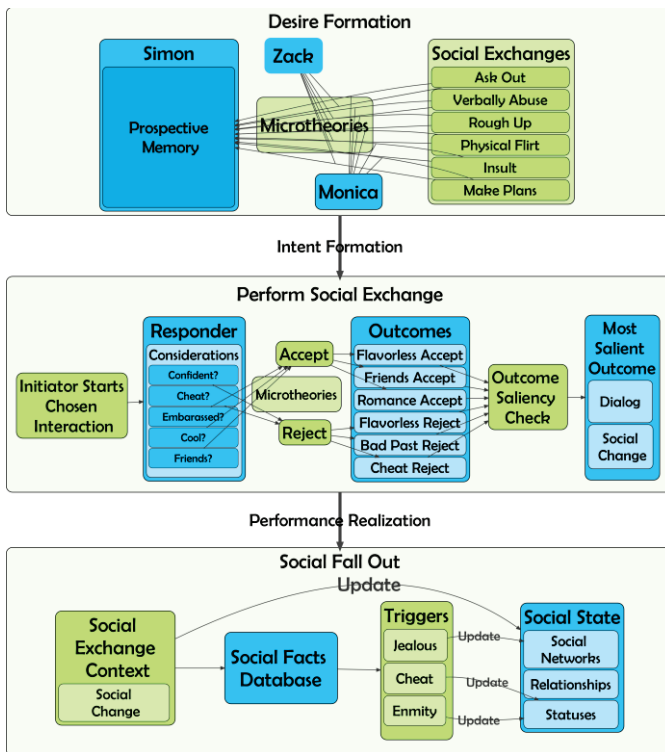 Desire Formation
Simon
Prospective
Memory
Zack
Microtheories
Monica
Social Exchanges
Ask Out
Verbally Abuse
Rough Up
Physical Flirt
Insult
Make Plans
Intent Formation
Perform Social Exchange
Initiator Starts
Chosen
Interaction
Responder
Considerations
Confident?
Cheat?
Embarassed?
Cool?
Friends?
Accept
Microtheories
Reject
Outcomes
Flavorless Accept
Friends Accept
Romance Accept
Flavorless Reject
Bad Past Reject
Cheat Reject
Outcome
Saliency
Check
Most
Salient
Outcome
Dialog
Social
Change
Performance Realization
Social Fall Out
Update
Social
Exchange
Context
Social
Change
Social Facts
Database
Triggers
Jealous
Cheat
Enmity
Update
Update
Update
Social State
Social
Networks
Relationships
Statuses